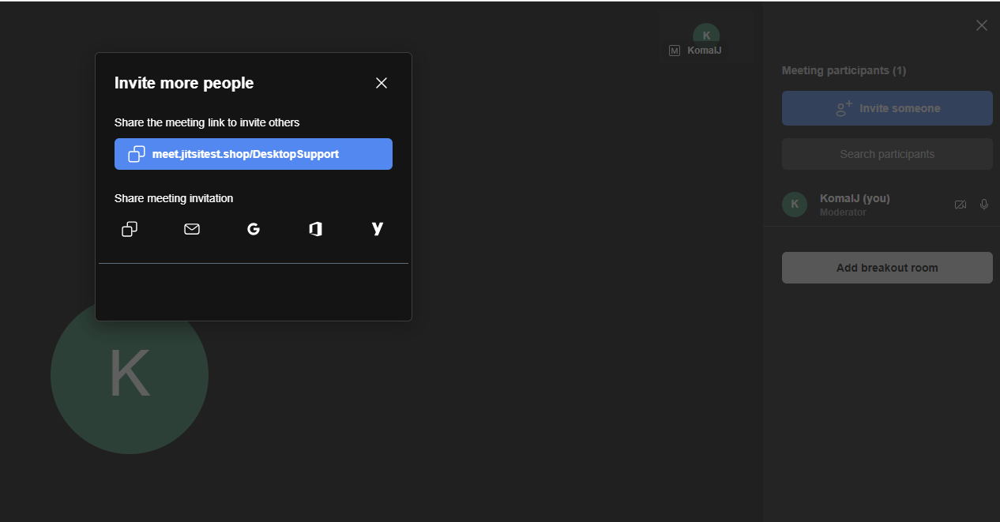 K
KomalJ
Invite more people
Share the meeting link to invite others
meet.jitsitest.shop/DesktopSupport
Share meeting invitation
K
Meeting participants (1)
Invite someone
Search participants
K
KomalJ (you)
Moderator
Add breakout room